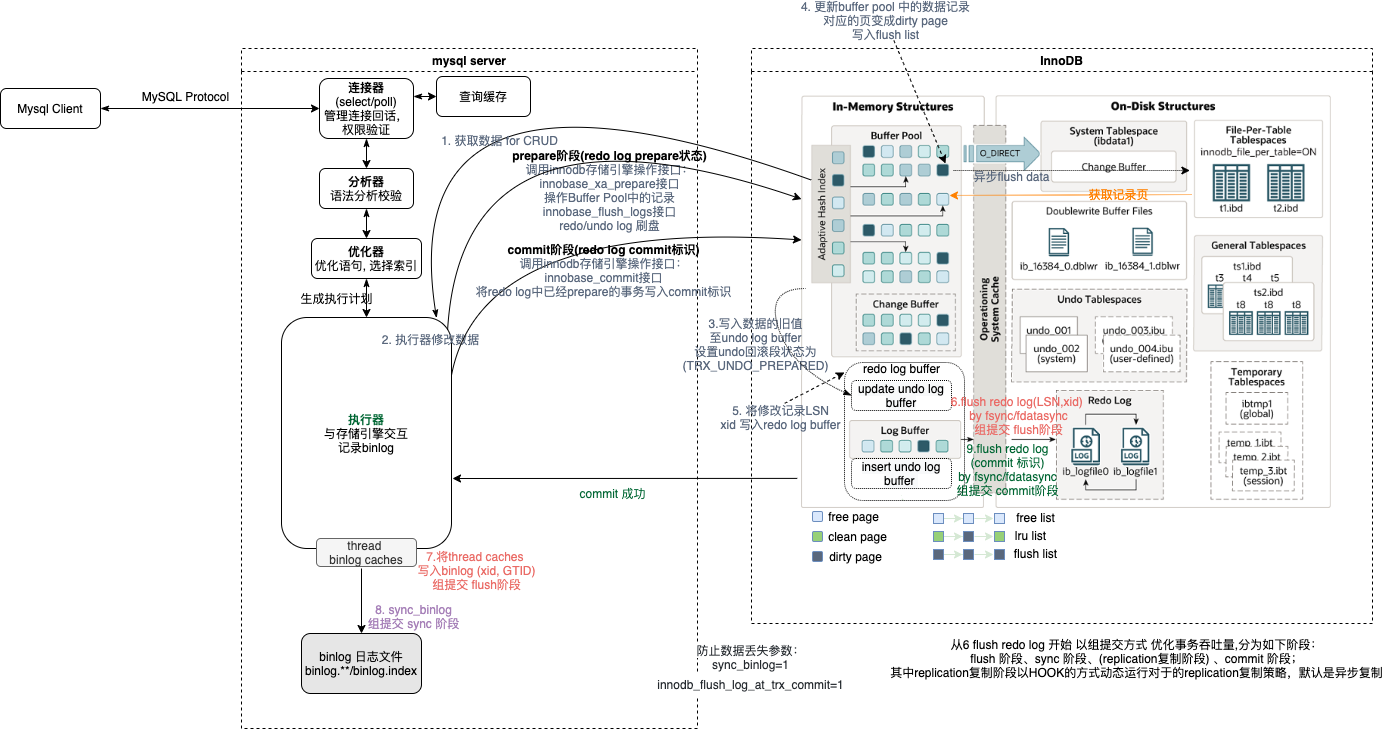 4. 更新buffer pool 中的数据记录
对应的页变成dirty page
写入flush list
mysql server
InnoDB
Mysql Client
MySQL Protocol
连接器
(select/poll)
管理连接回话,
权限验证
查询缓存
分析器
语法分析校验
优化器
优化语句, 选择索引
生成执行计划
1. 获取数据 for CRUD
prepare阶段(redo log prepare状态)
调用innodb存储引擎操作接口：
innobase_xa_prepare接口
操作Buffer Pool中的记录
innobase_flush_logs接口
redo/undo log 刷盘
commit阶段(redo log commit标识)
调用innodb存储引擎操作接口：
innobase_commit接口
将redo log中已经prepare的事务写入commit标识
2. 执行器修改数据
执行器
与存储引擎交互
记录binlog
commit 成功
thread
binlog caches
7.将thread caches
写入binlog (xid, GTID)
组提交 flush阶段
8. sync_binlog
组提交 sync 阶段
binlog 日志文件
binlog.**/binlog.index
防止数据丢失参数：
sync_binlog=1
innodb_flush_log_at_trx_commit=1
In-Memory Structures
Buffer Pool
Adaptive Hash Index
Change Buffer
3.写入数据的旧值
至undo log buffer
设置undo回滚段状态为
(TRX_UNDO_PREPARED)
redo log buffer
update undo log
buffer
5. 将修改记录LSN
xid 写入redo log buffer
Log Buffer
insert undo log
buffer
Operationing
System Cache
On-Disk Structures
O_DIRECT
System Tablespace
(ibdata1)
Change Buffer
异步flush data
获取记录页
File-Per-Table
Tablespaces
innodb_file_per_table=ON
t1.ibd
t2.ibd
Doublewrite Buffer Files
ib_16384_0.dblwr
ib_16384_1.dblwr
General Tablespaces
ts1.ibd
t3
t4
t5
ts2.ibd
t8
t8
t8
Undo Tablespaces
undo_001
undo_002
(system)
undo_003.ibu
undo_004.ibu
(user-defined)
Temporary
Tablespaces
ibtmp1
(global)
temp_1.ibt
temp_2.ibt
temp_3.ibt
(session)
6.flush redo log(LSN,xid)
by fsync/fdatasync
组提交 flush阶段
9.flush redo log
(commit 标识)
by fsync/fdatasync
组提交 commit阶段
Redo Log
LOG
LOG
ib_logfile0
ib_logfile1
free page
clean page
dirty page
free list
lru list
flush list
从6 flush redo log 开始 以组提交方式 优化事务吞吐量,分为如下阶段：
flush 阶段、sync 阶段、(replication复制阶段) 、commit 阶段；
其中replication复制阶段以HOOK的方式动态运行对于的replication复制策略，默认是异步复制